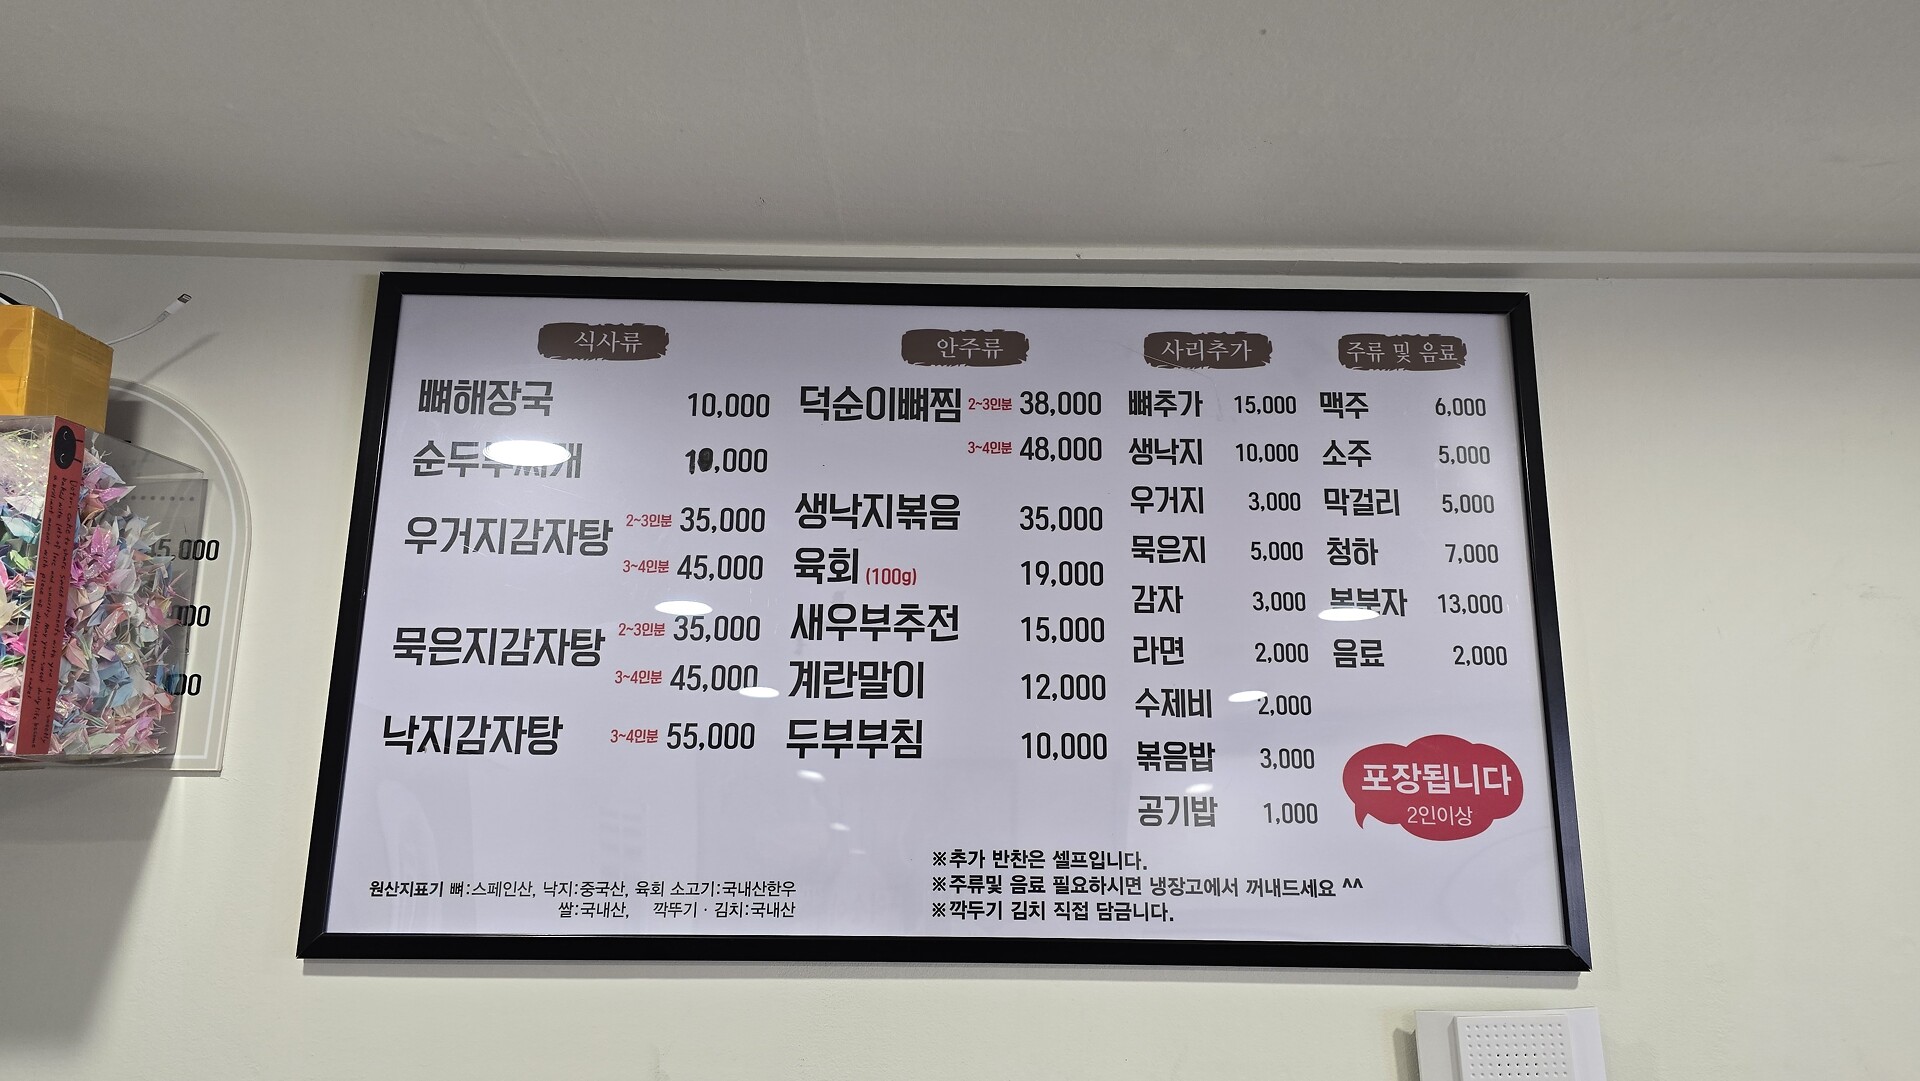 식사류
뼈해장국 10,000
순두부찌개 10,000
우거지감자탕 2~3인분 35,000
3~4인분 45,000
묵은지감자탕 2~3인분 35,000
3~4인분 45,000
낙지감자탕 3~4인분 55,000
안주류
덕순이뼈찜 2~3인분 38,000
3~4인분 48,000
생낙지볶음 35,000
육회 (100g) 19,000
새우부추전 15,000
계란말이 12,000
두부부침 10,000
사리추가
뼈추가 15,000
생낙지 10,000
우거지 3,000
묵은지 5,000
감자 3,000
라면 2,000
수제비 2,000
볶음밥 3,000
공기밥 1,000
주류 및 음료
맥주 6,000
소주 5,000
막걸리 5,000
청하 7,000
복분자 13,000
음료 2,000
포장됩니다
2인이상
※추가 반찬은 셀프입니다.
※주류및 음료 필요하시면 냉장고에서 꺼내드세요 ^^
※깍두기 김치 직접 담금니다.
원산지표기 뼈:스페인산, 낙지:중국산, 육회 소고기:국내산한우
쌀:국내산, 깍뚜기·김치:국내산